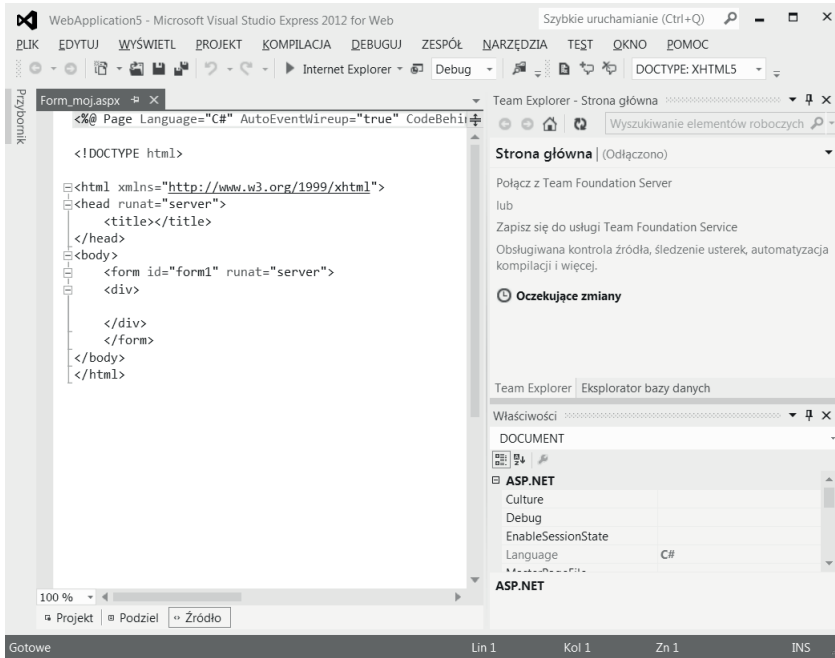 WebApplication5 - Microsoft Visual Studio Express 2012 for Web
Szybkie uruchamianie (Ctrl+Q)
PLIK EDYTUJ WYŚWIETL PROJEKT KOMPILACJA DEBUGUJ ZESPÓŁ NARZĘDZIA TEST OKNO POMOC
Internet Explorer Debug DOCTYPE: XHTML5
Przybornik
Form_moj.aspx
<%@ Page Language="C#" AutoEventWireup="true" CodeBehin
<!DOCTYPE html>
<html xmlns="http://www.w3.org/1999/xhtml">
<head runat="server">
<title></title>
</head>
<body>
<form id="form1" runat="server">
<div>
</div>
</form>
</body>
</html>
100 %
Projekt Podziel Źródło
Team Explorer - Strona główna
Wyszukiwanie elementów roboczych
Strona główna | (Odłączono)
Połącz z Team Foundation Server
lub
Zapisz się do usługi Team Foundation Service
Obsługiwana kontrola źródła, śledzenie usterek, automatyzacja
kompilacji i więcej.
Oczekujące zmiany
Team Explorer Eksplorator bazy danych
Właściwości
DOCUMENT
ASP.NET
Culture
Debug
EnableSessionState
Language C#
MasterPageFile
ASP.NET
Gotowe Lin 1 Kol 1 Zn 1 INS